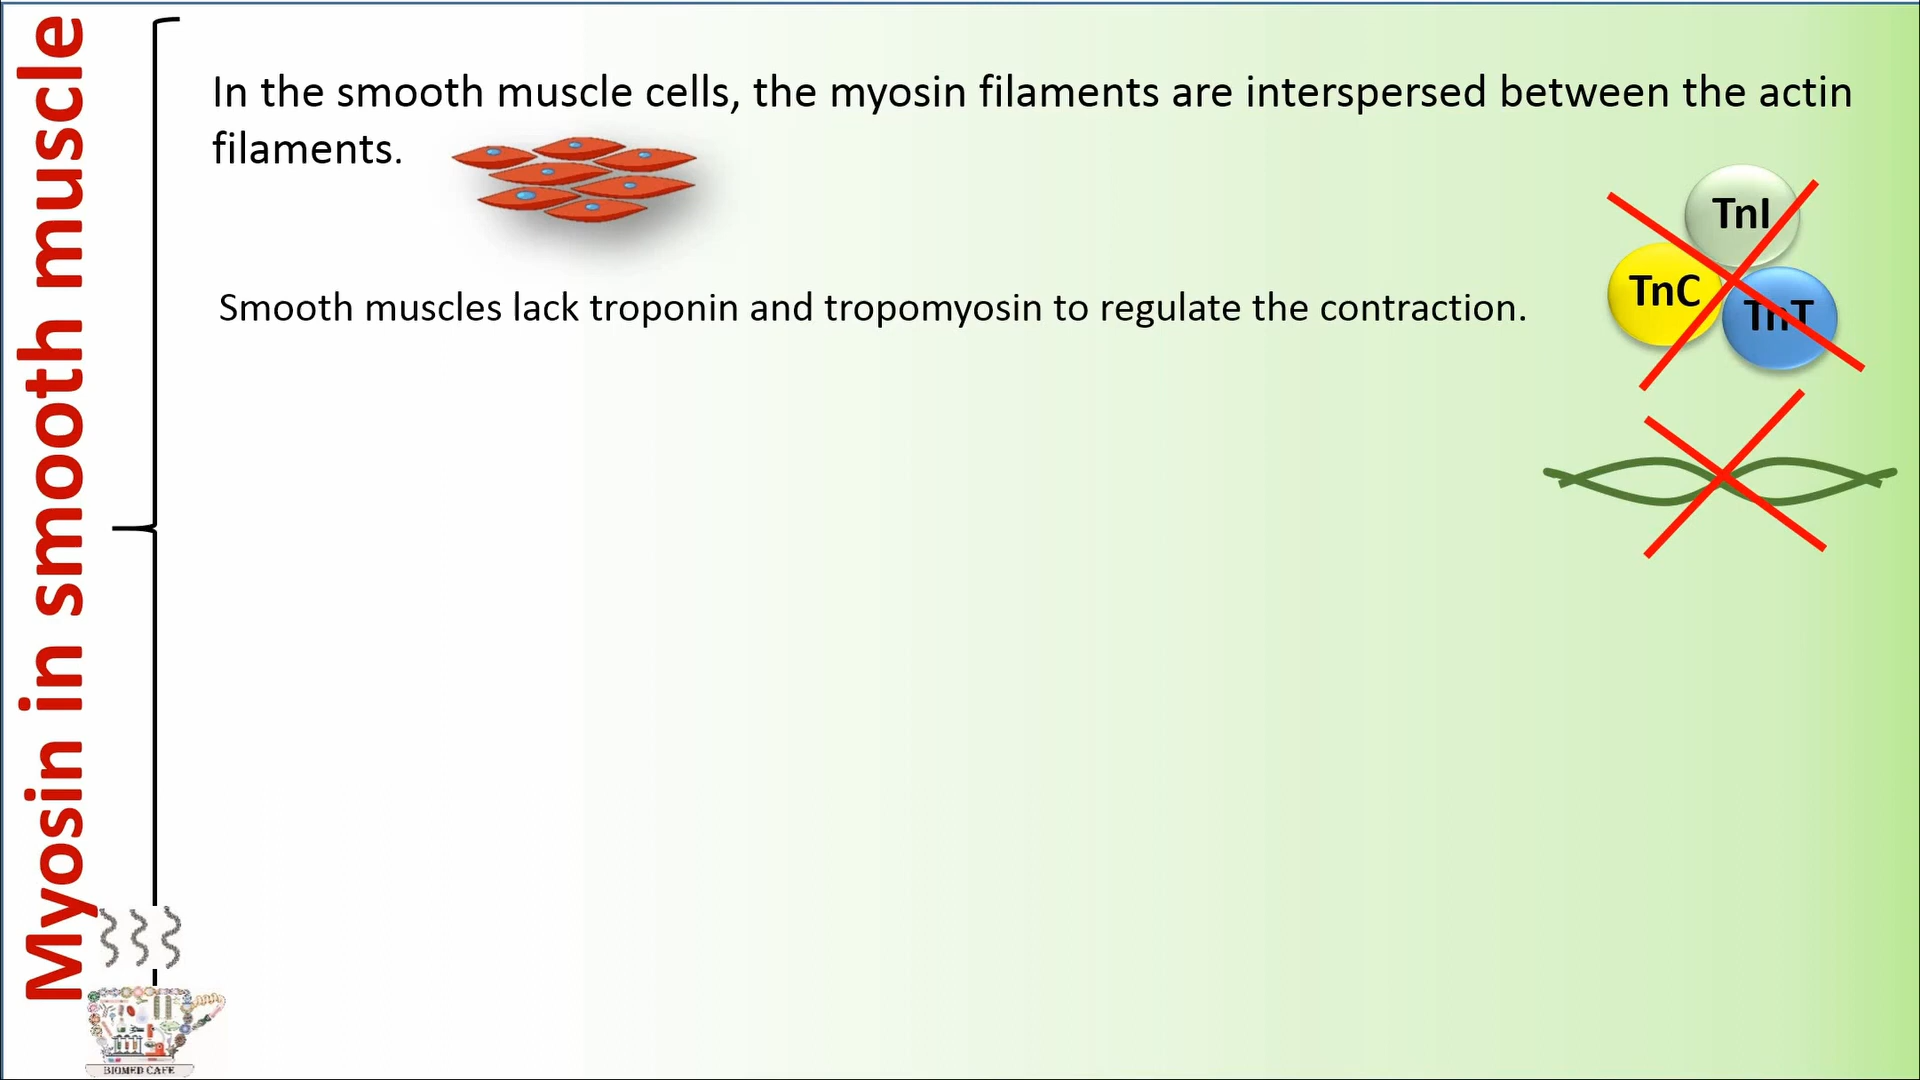 Myosin in smooth muscle
In the smooth muscle cells, the myosin filaments are interspersed between the actin
filaments.
TnI
TnC
TnT
Smooth muscles lack troponin and tropomyosin to regulate the contraction.
BIOMED CAFE